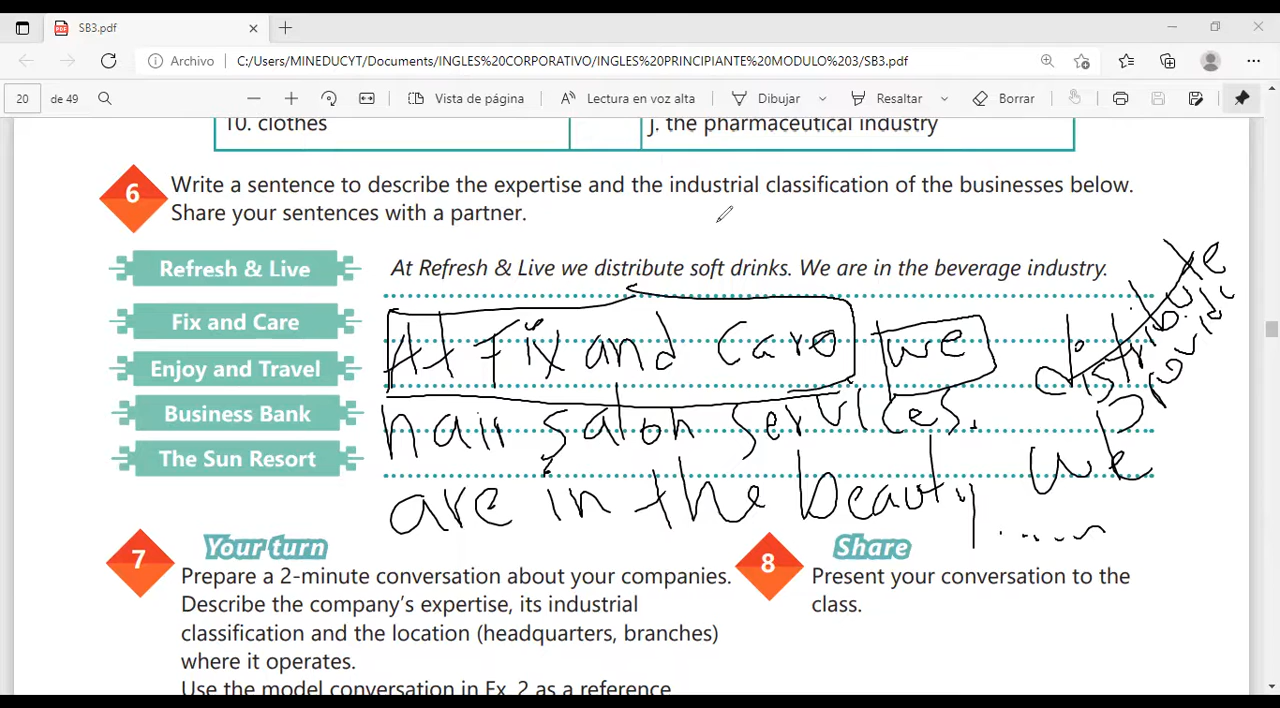 SB3.pdf
Archivo C:/Users/MINEDUCYT/Documents/INGLES%20CORPORATIVO/INGLES%20PRINCIPIANTE%20MODULO%203/SB3.pdf
20 de 49 Vista de página Lectura en voz alta Dibujar Resaltar Borrar
10. clothes j. the pharmaceutical industry
6 Write a sentence to describe the expertise and the industrial classification of the businesses below.
Share your sentences with a partner.
Refresh & Live At Refresh & Live we distribute soft drinks. We are in the beverage industry.
Fix and Care
Enjoy and Travel
Business Bank
The Sun Resort
At Fix and Care we distribute
provide
hair salon services. We
are in the beauty .....
7 Your turn
Prepare a 2-minute conversation about your companies.
Describe the company's expertise, its industrial
classification and the location (headquarters, branches)
where it operates.
Use the model conversation in Ex. 2 as a reference
8 Share
Present your conversation to the
class.